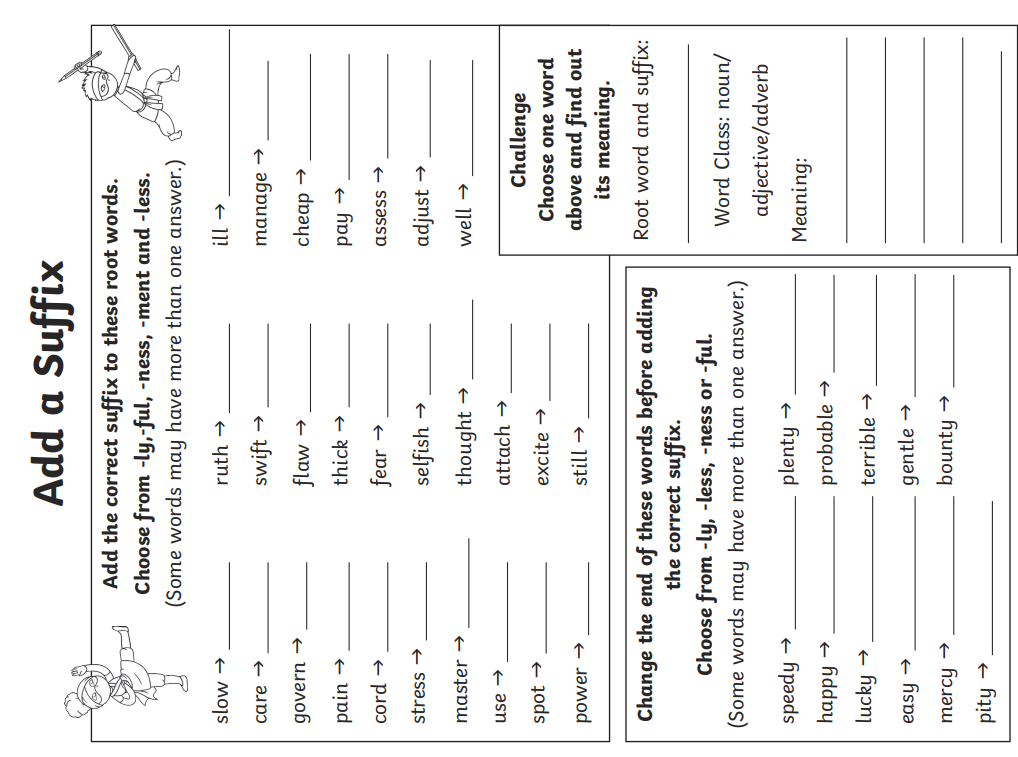 Add a Suffix
Add the correct suffix to these root words.
Choose from -ly,-ful, -ness, -ment and -less.
(Some words may have more than one answer.)
slow →
care →
govern →
pain →
cord →
stress →
master →
use →
spot →
power →
ruth →
swift →
flaw →
thick →
fear →
selfish →
thought →
attach →
excite →
still →
ill →
manage →
cheap →
pay →
assess →
adjust →
well →
Challenge
Choose one word
above and find out
its meaning.
Root word and suffix:
Word Class: noun/
adjective/adverb
Meaning:
Change the end of these words before adding
the correct suffix.
Choose from -ly, -less, -ness or -ful.
(Some words may have more than one answer.)
speedy →
happy →
lucky →
easy →
mercy →
pity →
plenty →
probable →
terrible →
gentle →
bounty →